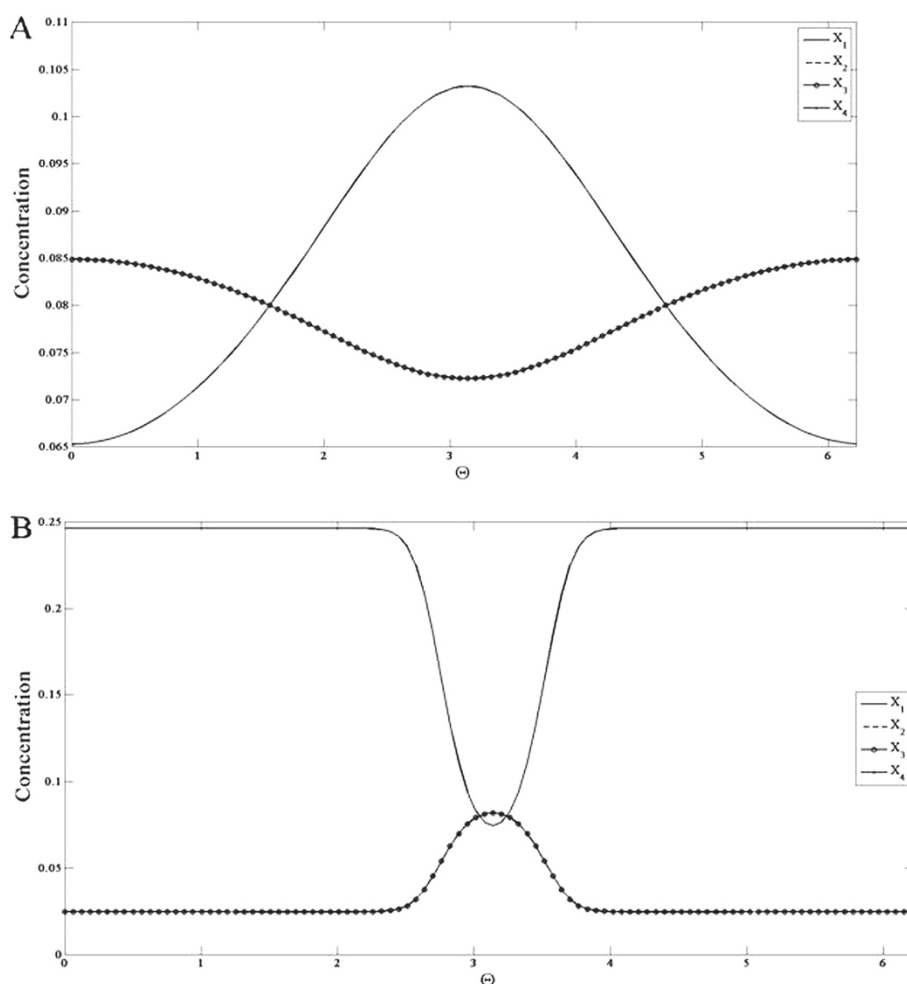 A
0.11
0.105
0.1
0.095
0.09
0.085
0.08
0.075
0.07
0.065
Concentration
0 1 2 3 4 5 6
Θ
X1
X2
X3
X4
B
0.25
0.2
0.15
0.1
0.05
0
Concentration
0 1 2 3 4 5 6
Θ
X1
X2
X3
X4